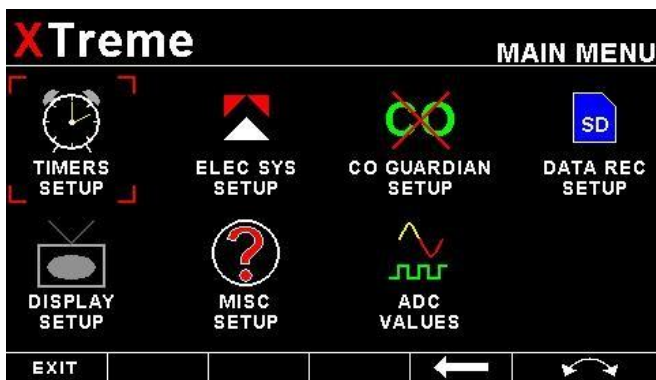 XTreme
MAIN MENU
TIMERS
SETUP
ELEC SYS
SETUP
CO
CO GUARDIAN
SETUP
SD
DATA REC
SETUP
DISPLAY
SETUP
?
MISC
SETUP
ADC
VALUES
EXIT